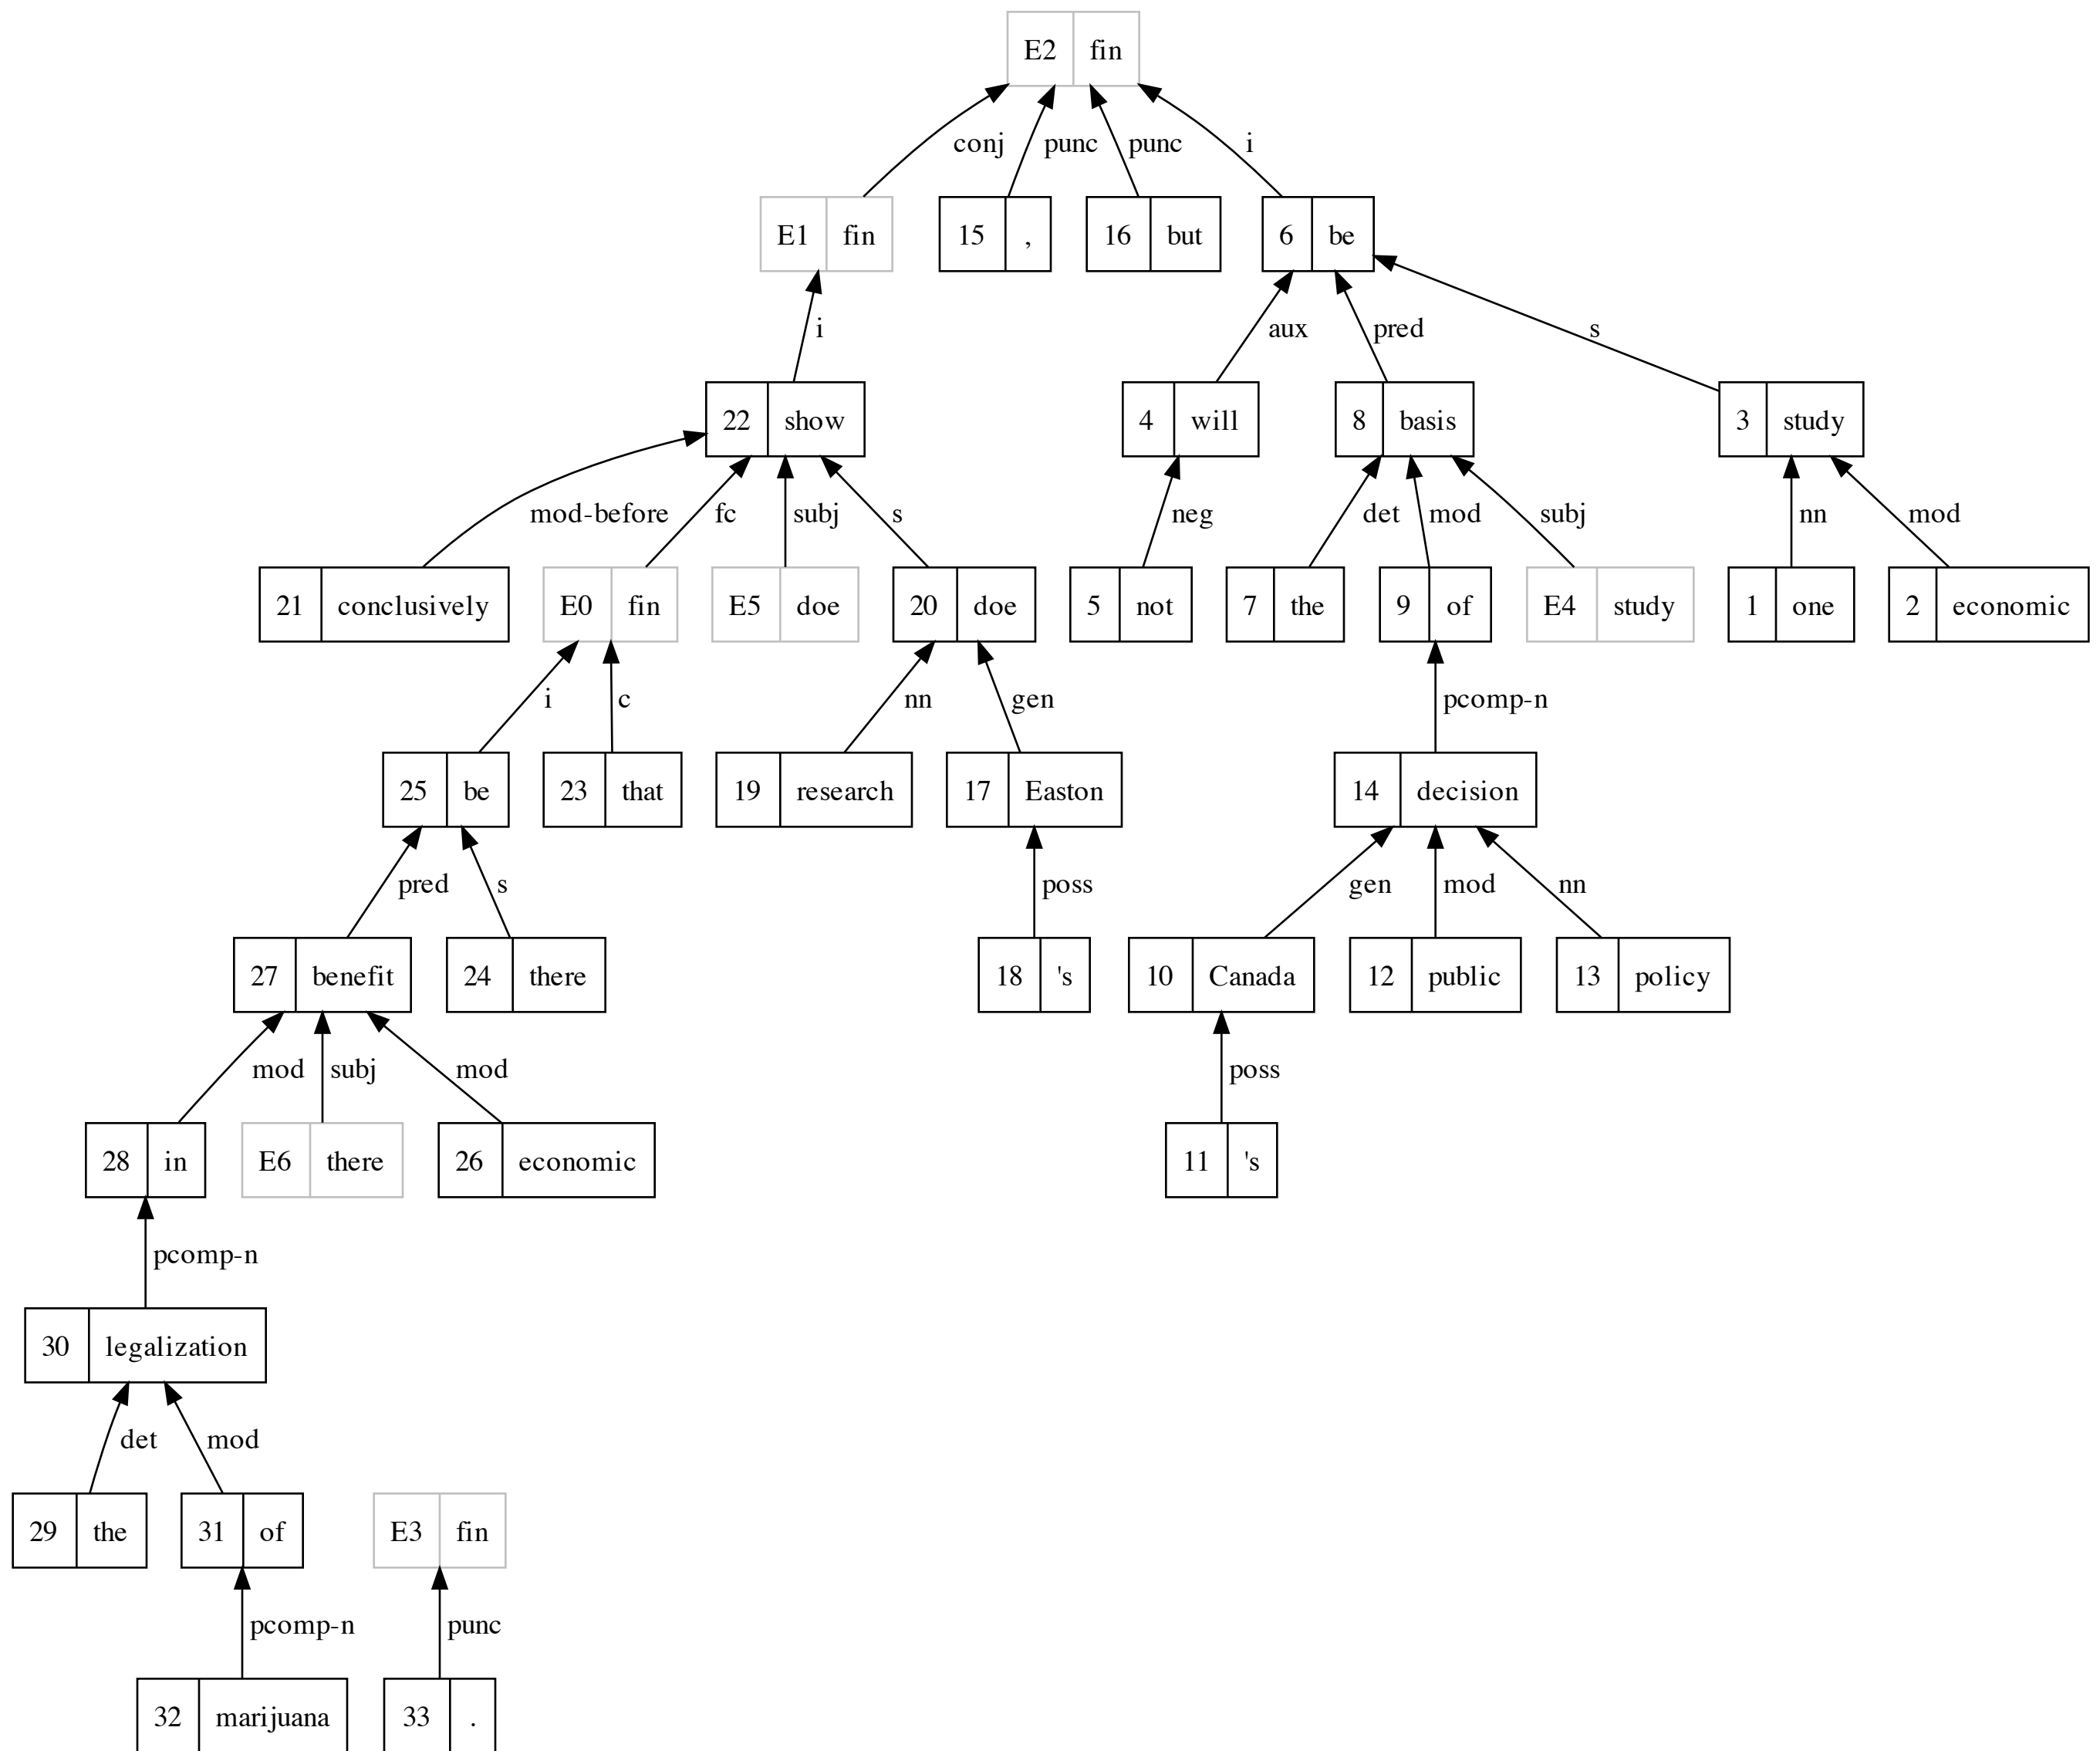 E2 fin
conj punc punc i
E1 fin 15 , 16 but 6 be
i aux pred s
22 show 4 will 8 basis 3 study
mod-before fc subj s neg det mod subj nn mod
21 conclusively E0 fin E5 doe 20 doe 5 not 7 the 9 of E4 study 1 one 2 economic
i c nn gen pcomp-n
25 be 23 that 19 research 17 Easton 14 decision
pred s poss gen mod nn
27 benefit 24 there 18 's 10 Canada 12 public 13 policy
mod subj mod poss
28 in E6 there 26 economic 11 's
pcomp-n
30 legalization
det mod
29 the 31 of E3 fin
pcomp-n punc
32 marijuana 33 .